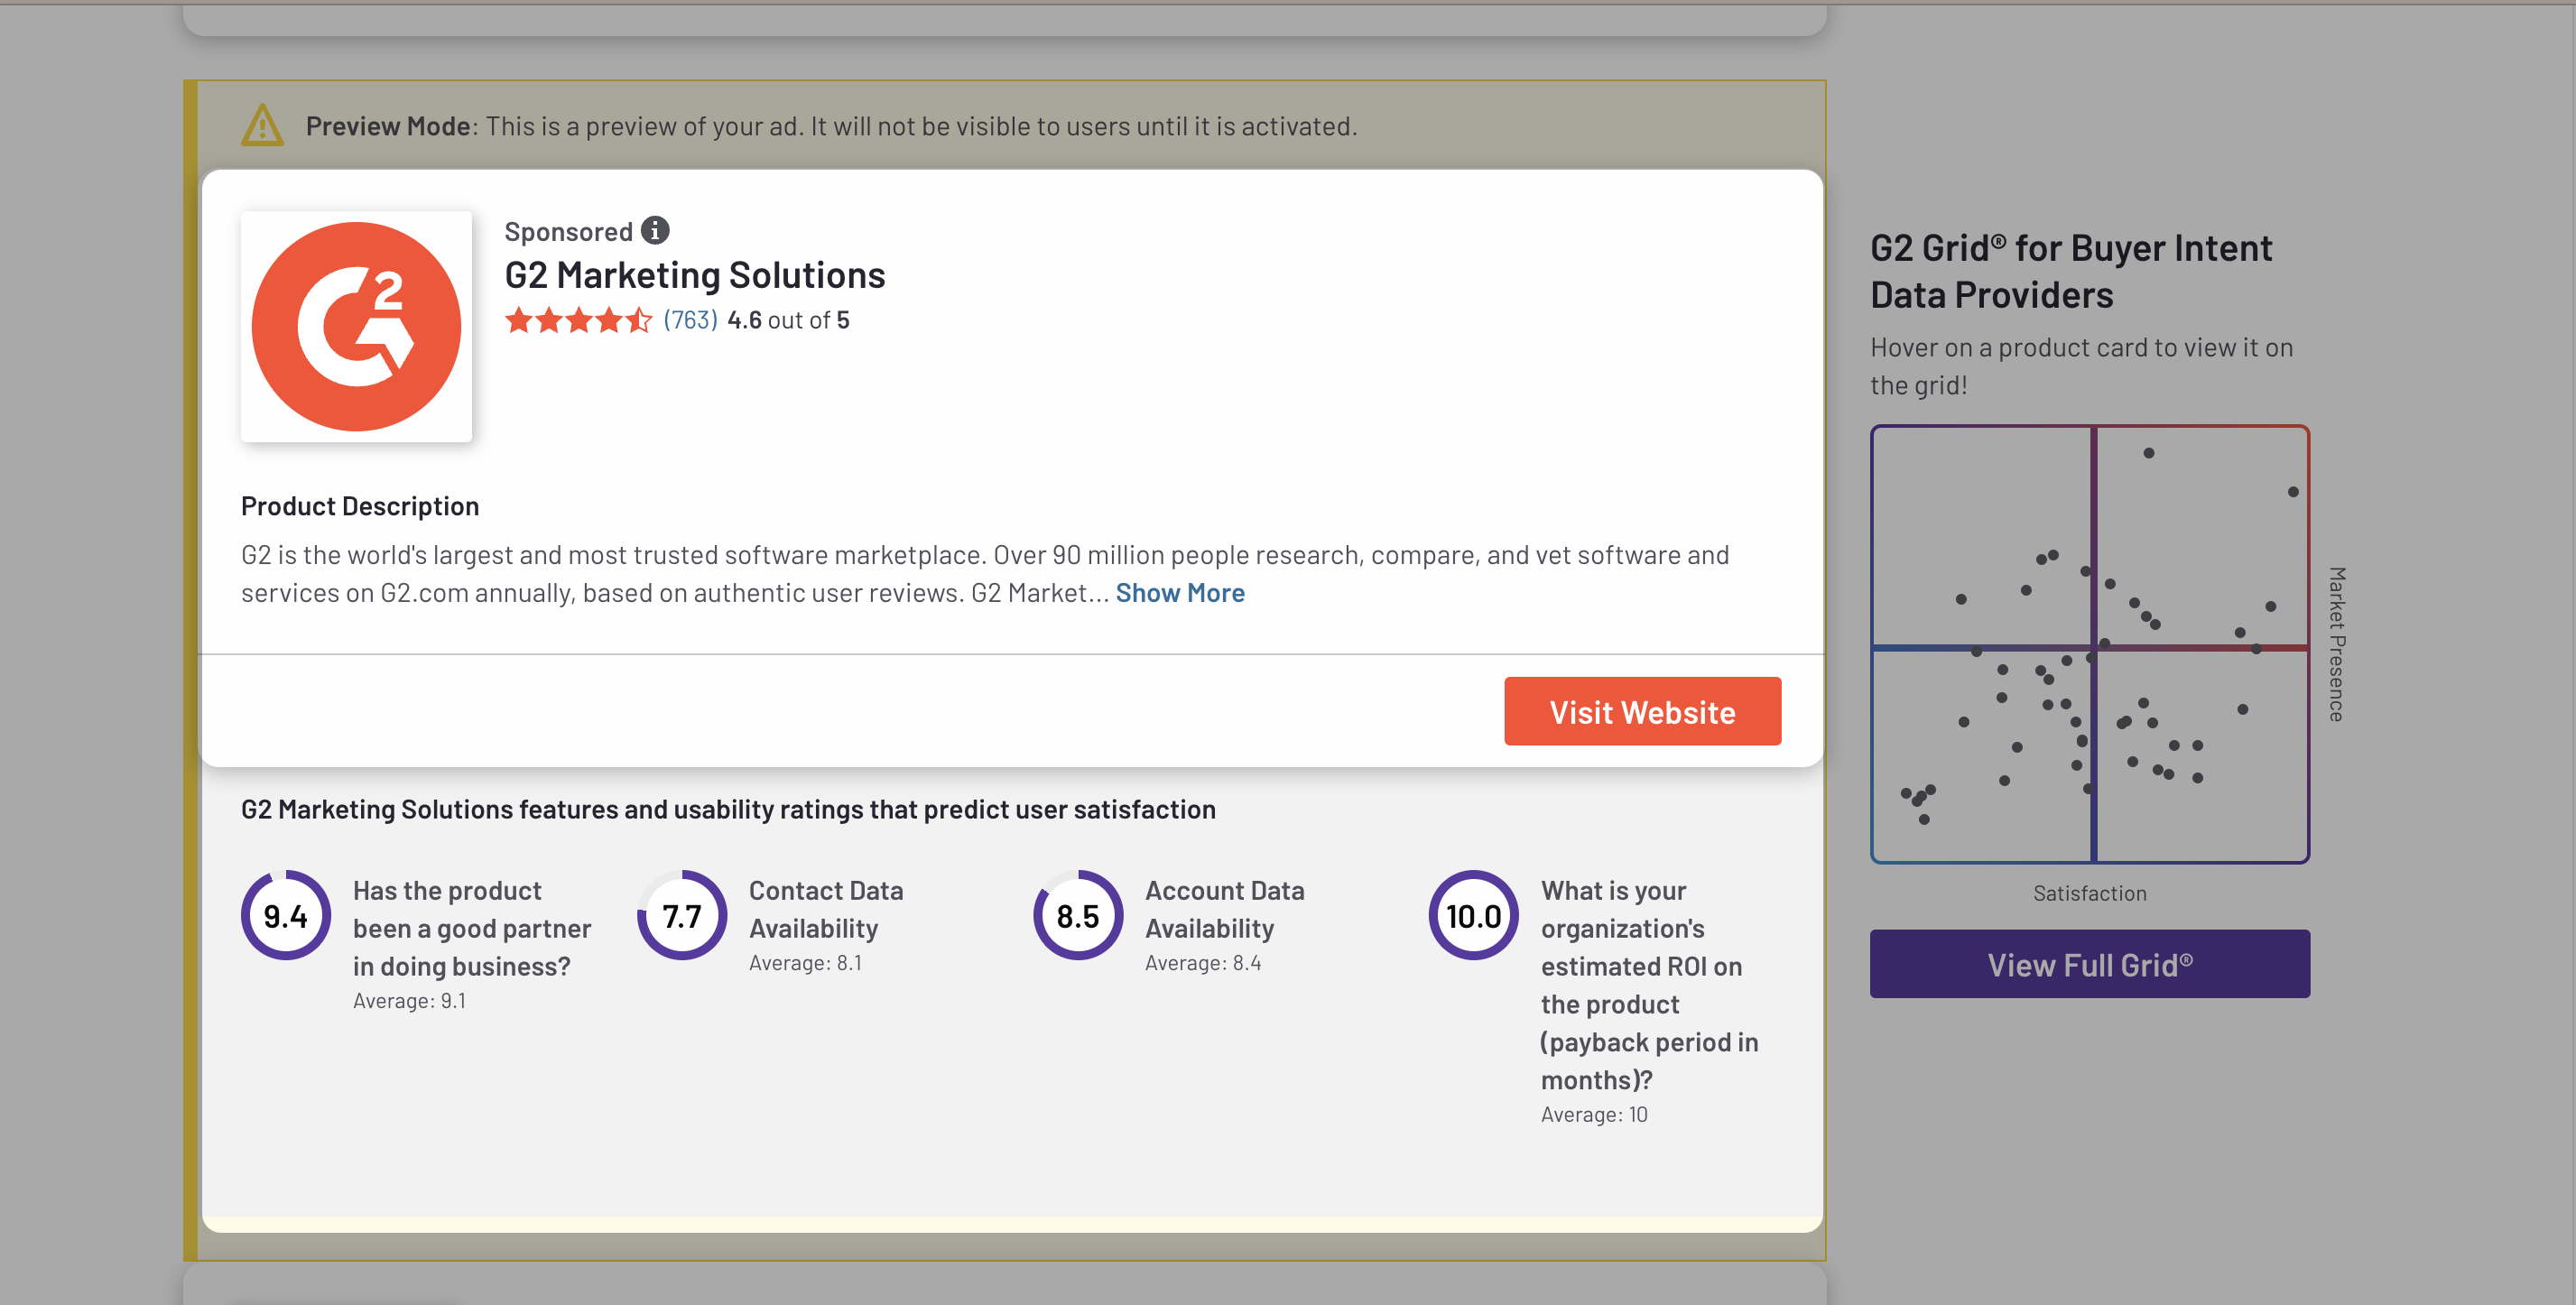 Preview Mode: This is a preview of your ad. It will not be visible to users until it is activated.
G2
Sponsored i
G2 Marketing Solutions
(763) 4.6 out of 5
Product Description
G2 is the world's largest and most trusted software marketplace. Over 90 million people research, compare, and vet software and
services on G2.com annually, based on authentic user reviews. G2 Market... Show More
Visit Website
G2 Marketing Solutions features and usability ratings that predict user satisfaction
9.4
Has the product
been a good partner
in doing business?
Average: 9.1
7.7
Contact Data
Availability
Average: 8.1
8.5
Account Data
Availability
Average: 8.4
10.0
What is your
organization's
estimated ROI on
the product
(payback period in
months)?
Average: 10
G2 Grid® for Buyer Intent
Data Providers
Hover on a product card to view it on
the grid!
Market Presence
Satisfaction
View Full Grid®